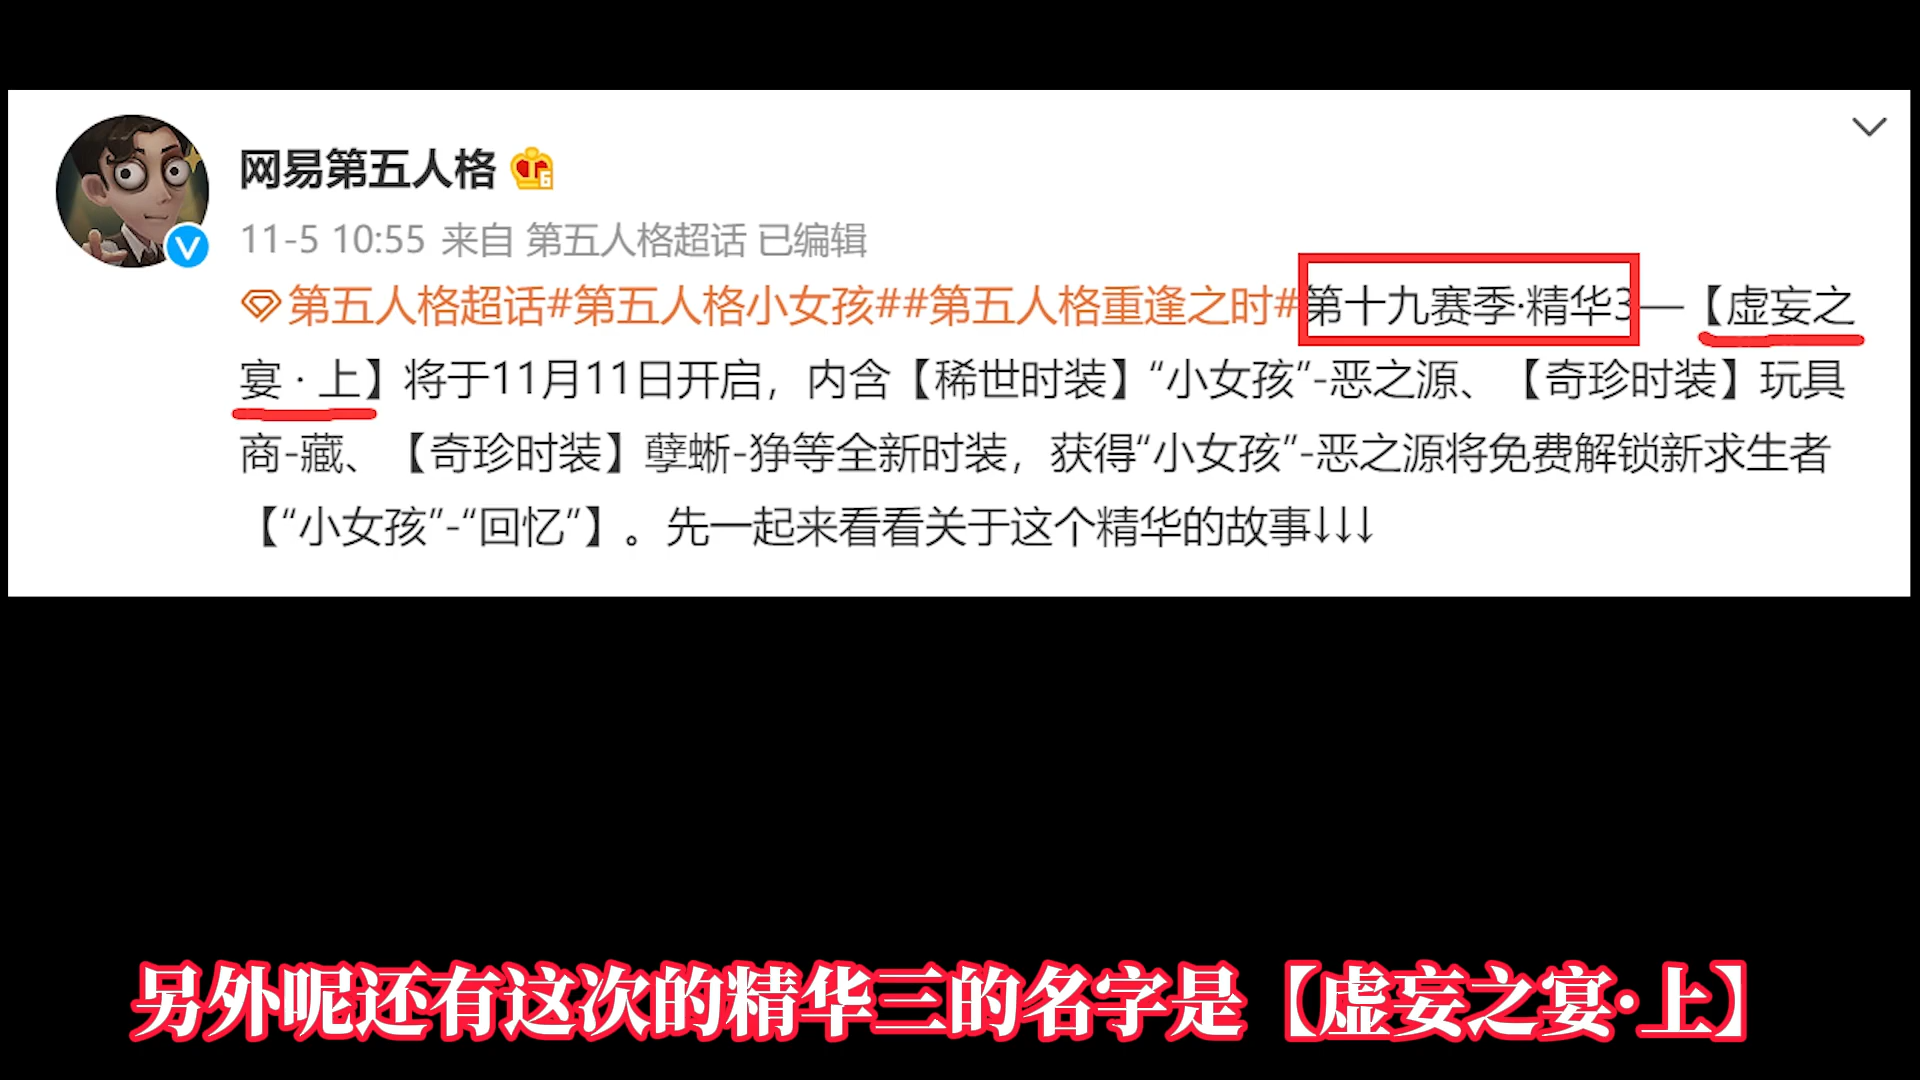 网易第五人格
11-5 10:55 来自 第五人格超话 已编辑
第五人格超话#第五人格小女孩##第五人格重逢之时#第十九赛季·精华3—【虚妄之
宴·上】将于11月11日开启，内含【稀世时装】“小女孩”-恶之源、【奇珍时装】玩具
商-藏、【奇珍时装】孽蜥-狰等全新时装，获得“小女孩”-恶之源将免费解锁新求生者
【“小女孩”-“回忆”】。先一起来看看关于这个精华的故事↓↓↓
另外呢还有这次的精华三的名字是【虚妄之宴·上】